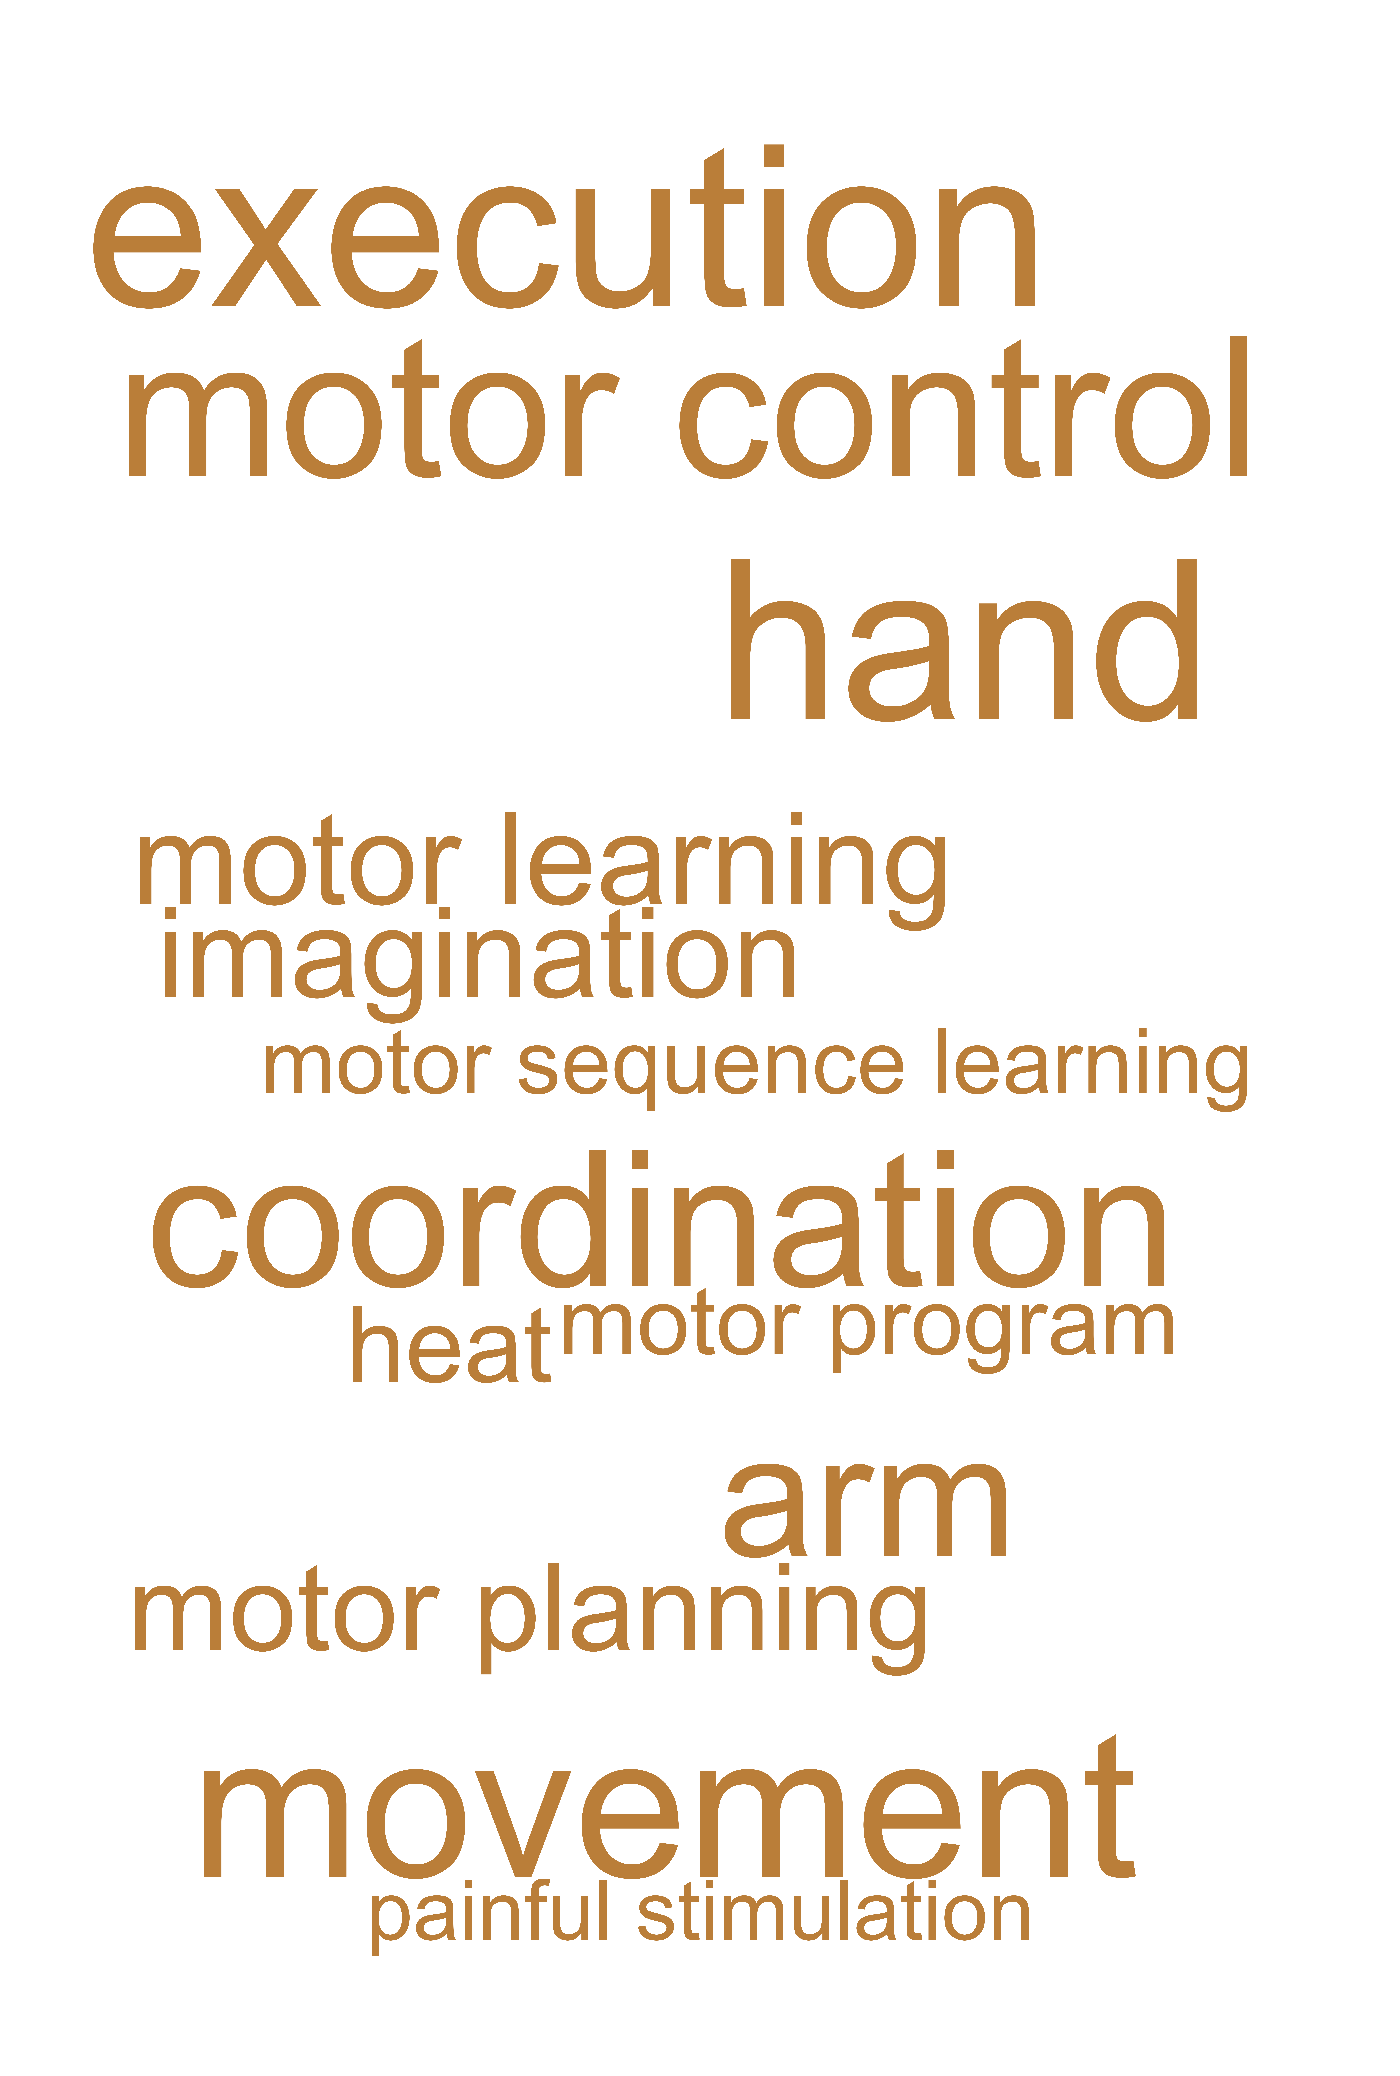 execution
motor control
hand
motor learning
imagination
motor sequence learning
coordination
heat motor program
arm
motor planning
movement
painful stimulation